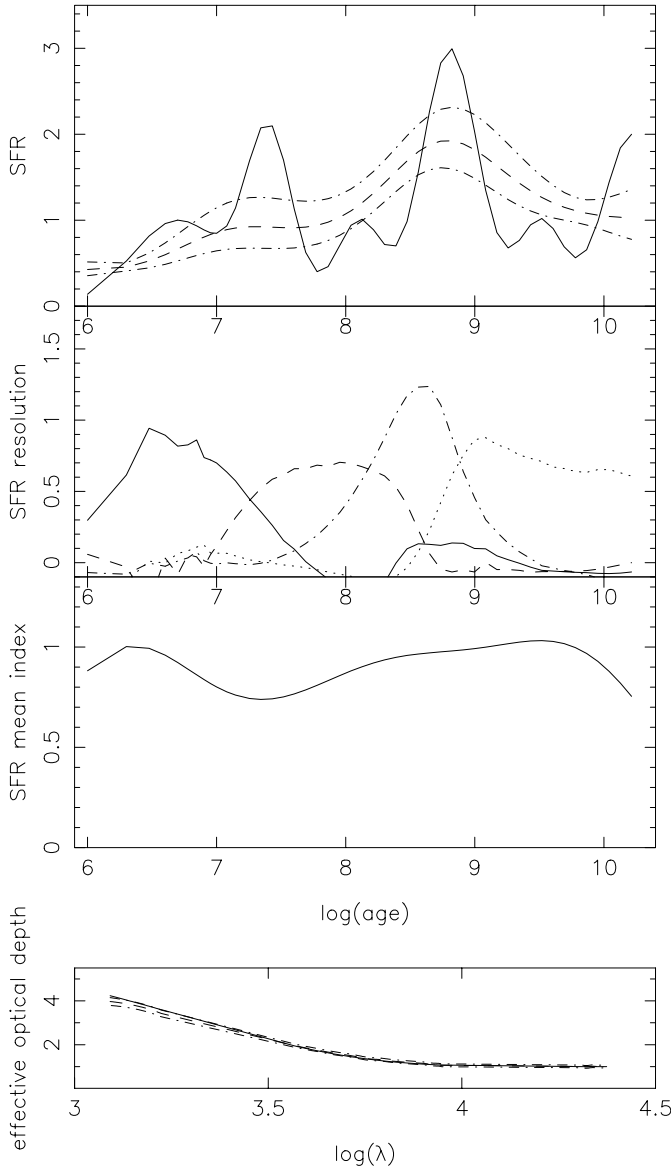 SFR
3
2
1
0
6 7 8 9 10
SFR resolution
1.5
1
0.5
0
6 7 8 9 10
SFR mean index
1
0.5
0
6 7 8 9 10
log(age)
effective optical depth
4
2
3 3.5 4 4.5
log(λ)